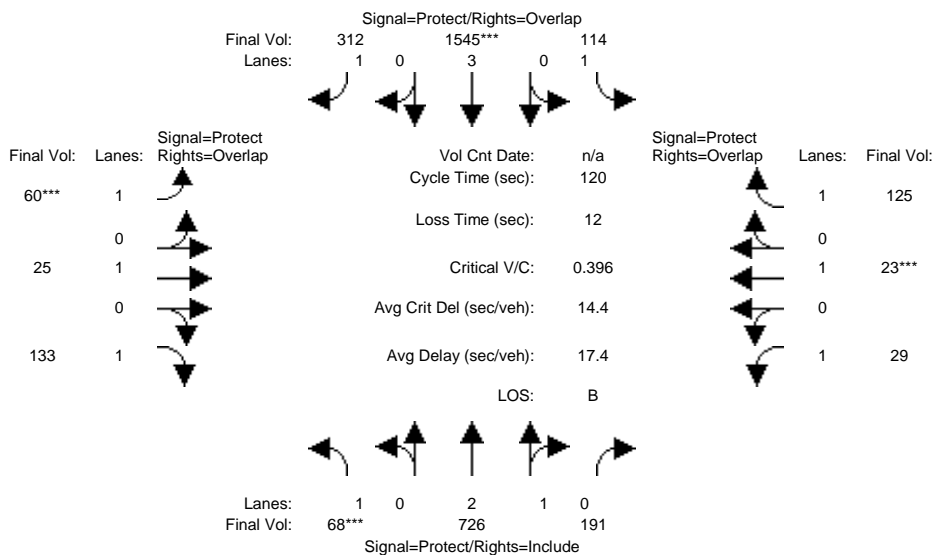 Signal=Protect/Rights=Overlap
Final Vol: 312 1545*** 114
Lanes: 1 0 3 0 1
Signal=Protect Signal=Protect
Final Vol: Lanes: Rights=Overlap Vol Cnt Date: n/a Rights=Overlap Lanes: Final Vol:
Cycle Time (sec): 120
60*** 1 1 125
Loss Time (sec): 12
0 0
25 1 Critical V/C: 0.396 1 23***
0 Avg Crit Del (sec/veh): 14.4 0
133 1 Avg Delay (sec/veh): 17.4 1 29
LOS: B
Lanes: 1 0 2 1 0
Final Vol: 68*** 726 191
Signal=Protect/Rights=Include